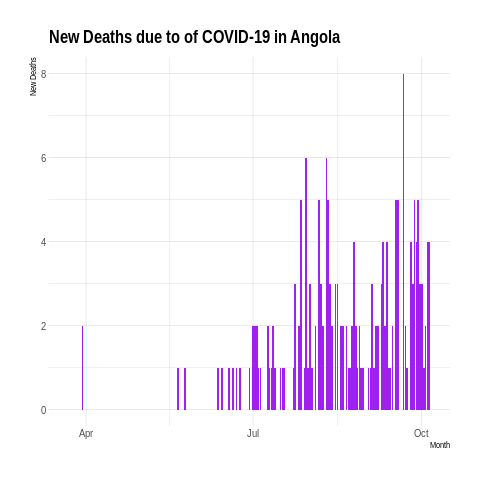 New Deaths due to of COVID-19 in Angola
New Deaths
8
6
4
2
0
Apr
Jul
Oct
Month